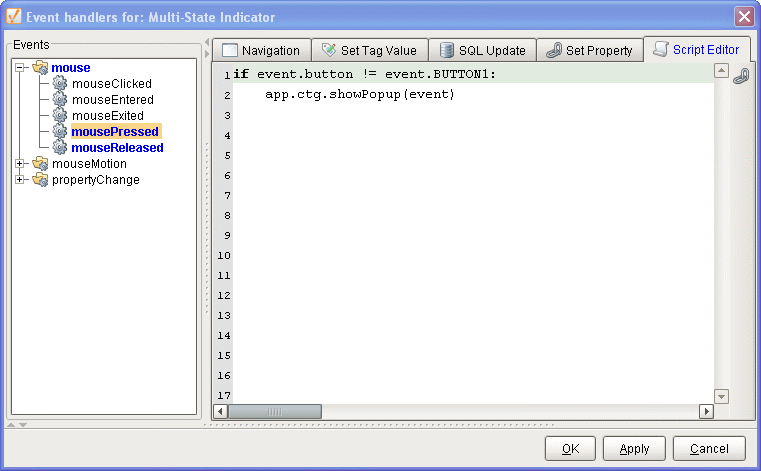 Event handlers for: Multi-State Indicator
Events
mouse
mouseClicked
mouseEntered
mouseExited
mousePressed
mouseReleased
mouseMotion
propertyChange
Navigation
Set Tag Value
SQL Update
Set Property
Script Editor
1 if event.button != event.BUTTON1:
2 app.ctg.showPopup(event)
3
4
5
6
7
8
9
10
11
12
13
14
15
16
17
OK
Apply
Cancel